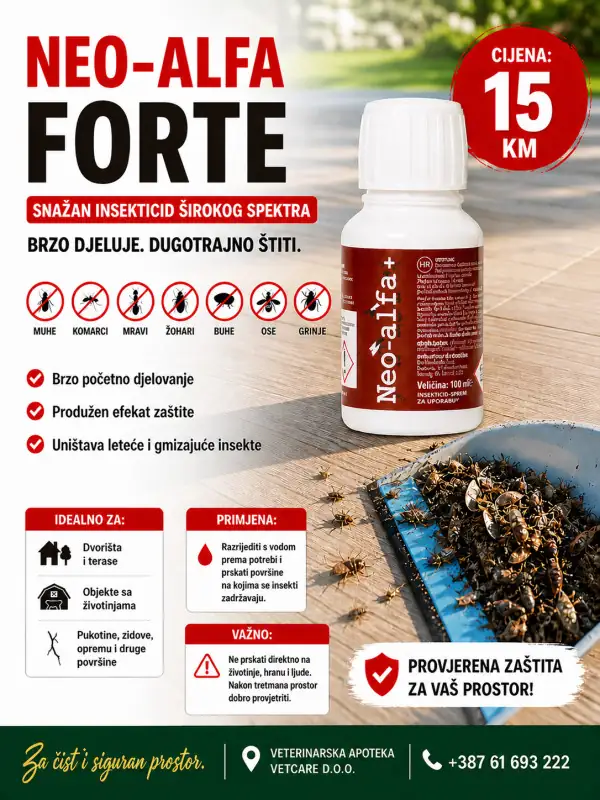 NEO-ALFA
FORTE
SNAŽAN INSEKTICID ŠIROKOG SPEKTRA
BRZO DJELUJE. DUGOTRAJNO ŠTITI.
CIJENA:
15
KM
MUHE
KOMARCI
MRAVI
ŽOHARI
BUHE
OSE
GRINJE
Brzo početno djelovanje
Produžen efekat zaštite
Uništava leteće i gmizajuće insekte
HR
Neo-alfa+
Veličina: 100 ml
INSEKTICID-SPREM
ZA UPORABU
IDEALNO ZA:
Dvorišta
i terase
Objekte sa
životinjama
Pukotine, zidove,
opremu i druge
površine
PRIMJENA:
Razrijediti s vodom
prema potrebi i
prskati površine
na kojima se insekti
zadržavaju.
VAŽNO:
Ne prskati direktno na
životinje, hranu i ljude.
Nakon tretmana prostor
dobro provjetriti.
PROVJERENA ZAŠTITA
ZA VAŠ PROSTOR!
Za čist i siguran prostor.
VETERINARSKA APOTEKA
VETCARE D.O.O.
+387 61 693 222